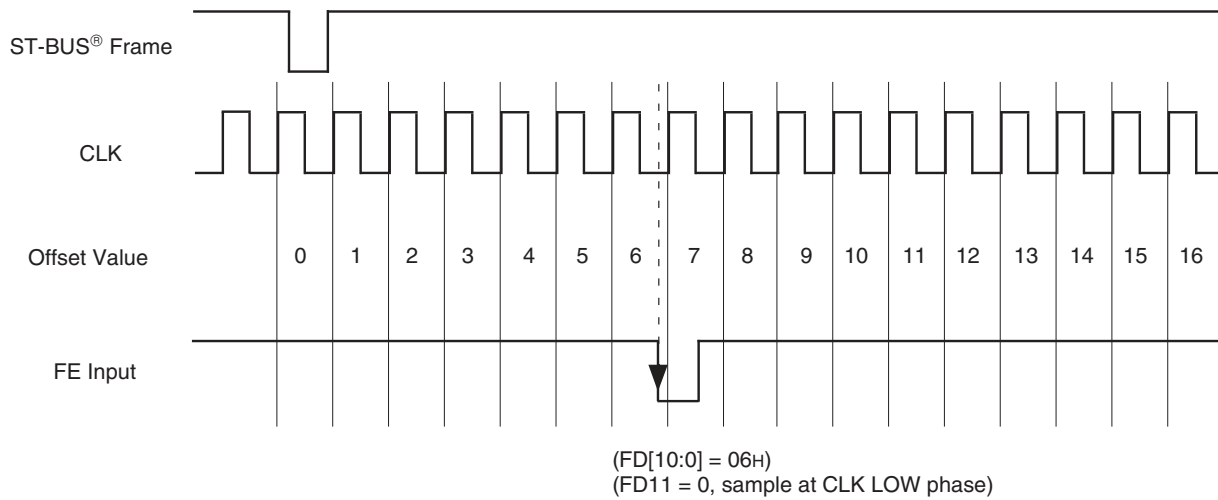 ST-BUS® Frame
CLK
Offset Value 0 1 2 3 4 5 6 7 8 9 10 11 12 13 14 15 16
FE Input
(FD[10:0] = 06H)
(FD11 = 0, sample at CLK LOW phase)